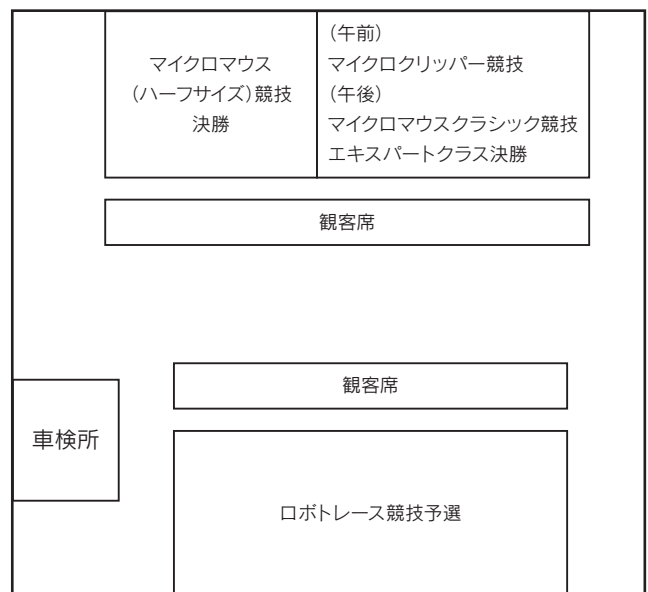 マイクロマウス
(ハーフサイズ)競技
決勝
(午前)
マイクロクリッパー競技
(午後)
マイクロマウスクラシック競技
エキスパートクラス決勝
観客席
観客席
車検所
ロボトレース競技予選